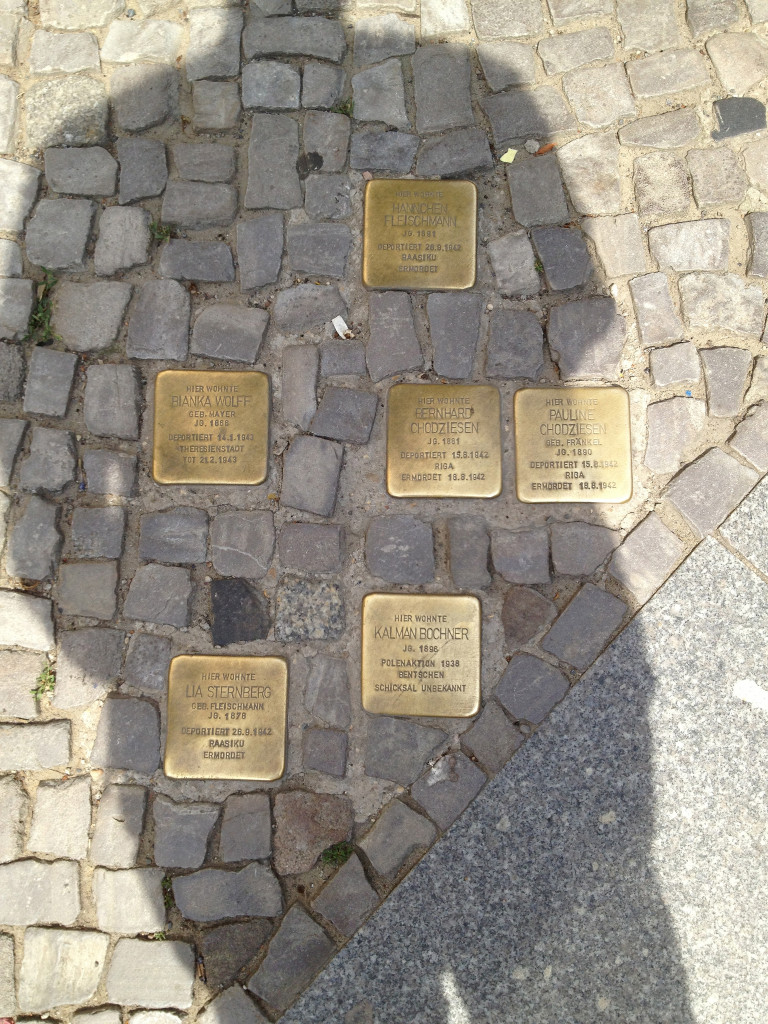 HIER WOHNTE
HANNCHEN
FLEISCHMANN
JG. 1881
DEPORTIERT 26.9.1942
RAASIKU
ERMORDET
HIER WOHNTE
BIANKA WOLFF
GEB. MAYER
JG. 1866
DEPORTIERT 14.1.1943
THERESIENSTADT
TOT 21.2.1943
HIER WOHNTE
BERNHARD
CHODZIESEN
JG. 1881
DEPORTIERT 15.8.1942
RIGA
ERMORDET 18.8.1942
HIER WOHNTE
PAULINE
CHODZIESEN
GEB. FRÄNKEL
JG. 1890
DEPORTIERT 15.8.1942
RIGA
ERMORDET 18.8.1942
HIER WOHNTE
KALMAN BOCHNER
JG. 1896
POLENAKTION 1938
BENTSCHEN
SCHICKSAL UNBEKANNT
HIER WOHNTE
LIA STERNBERG
GEB. FLEISCHMANN
JG. 1878
DEPORTIERT 26.9.1942
RAASIKU
ERMORDET